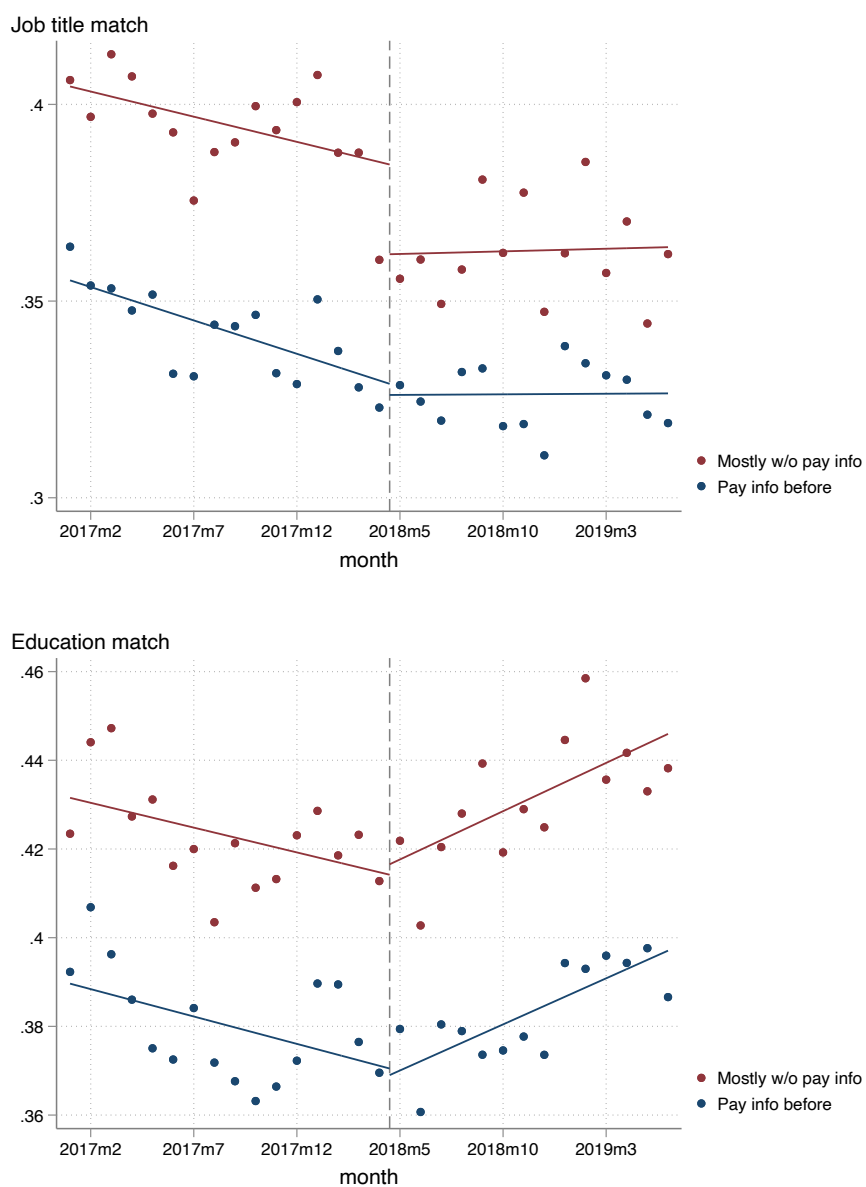 Job title match
.4
.35
.3
2017m2 2017m7 2017m12 2018m5 2018m10 2019m3
month
Mostly w/o pay info
Pay info before
Education match
.46
.44
.42
.4
.38
.36
2017m2 2017m7 2017m12 2018m5 2018m10 2019m3
month
Mostly w/o pay info
Pay info before